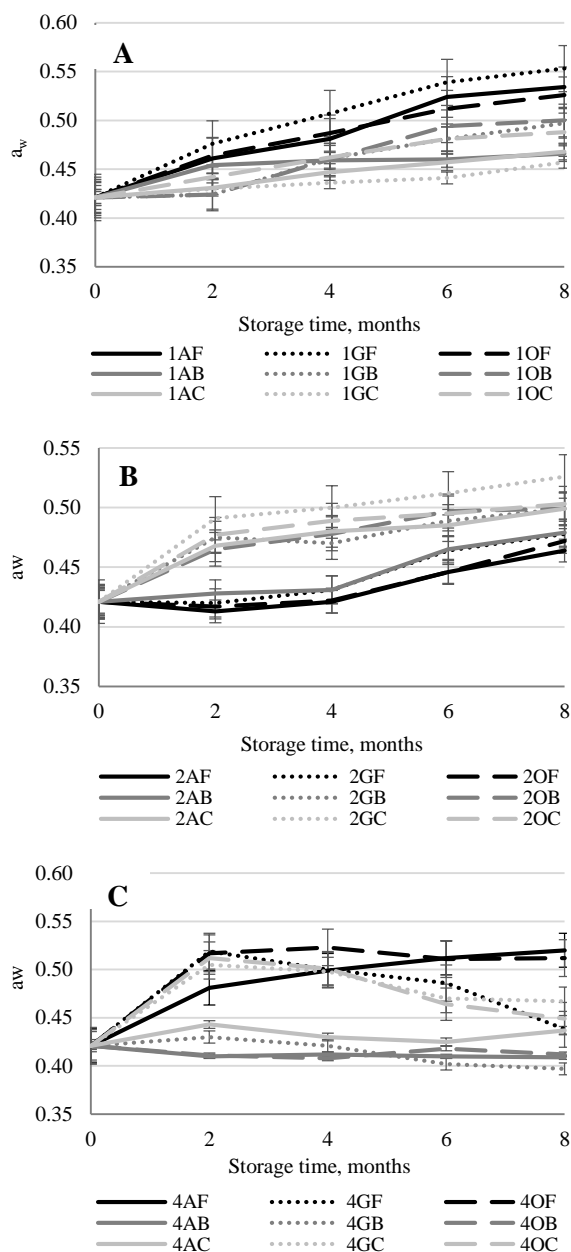 0.60
A
0.55
0.50
a_w
0.45
0.40
0.35
0 2 4 6 8
Storage time, months
1AF 1GF 1OF
1AB 1GB 1OB
1AC 1GC 1OC
0.55
B
0.50
aw
0.45
0.40
0.35
0 2 4 6 8
Storage time, months
2AF 2GF 2OF
2AB 2GB 2OB
2AC 2GC 2OC
0.60
C
0.55
0.50
aw
0.45
0.40
0.35
0 2 4 6 8
Storage time, months
4AF 4GF 4OF
4AB 4GB 4OB
4AC 4GC 4OC